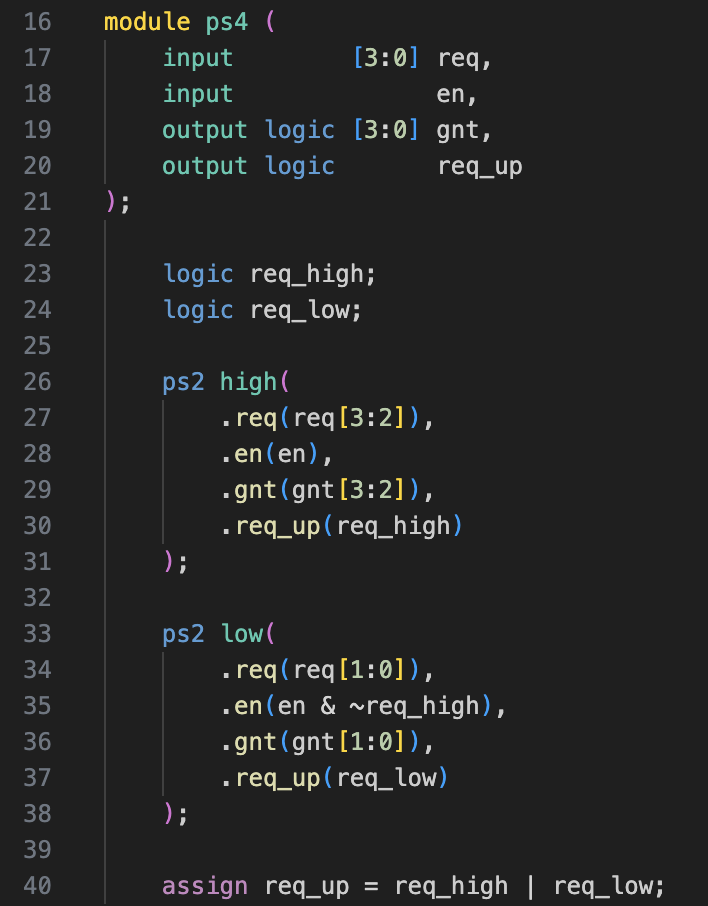 16 module ps4 (
17     input        [3:0] req,
18     input              en,
19     output logic [3:0] gnt,
20     output logic       req_up
21 );
22
23     logic req_high;
24     logic req_low;
25
26     ps2 high(
27         .req(req[3:2]),
28         .en(en),
29         .gnt(gnt[3:2]),
30         .req_up(req_high)
31     );
32
33     ps2 low(
34         .req(req[1:0]),
35         .en(en & ~req_high),
36         .gnt(gnt[1:0]),
37         .req_up(req_low)
38     );
39
40     assign req_up = req_high | req_low;